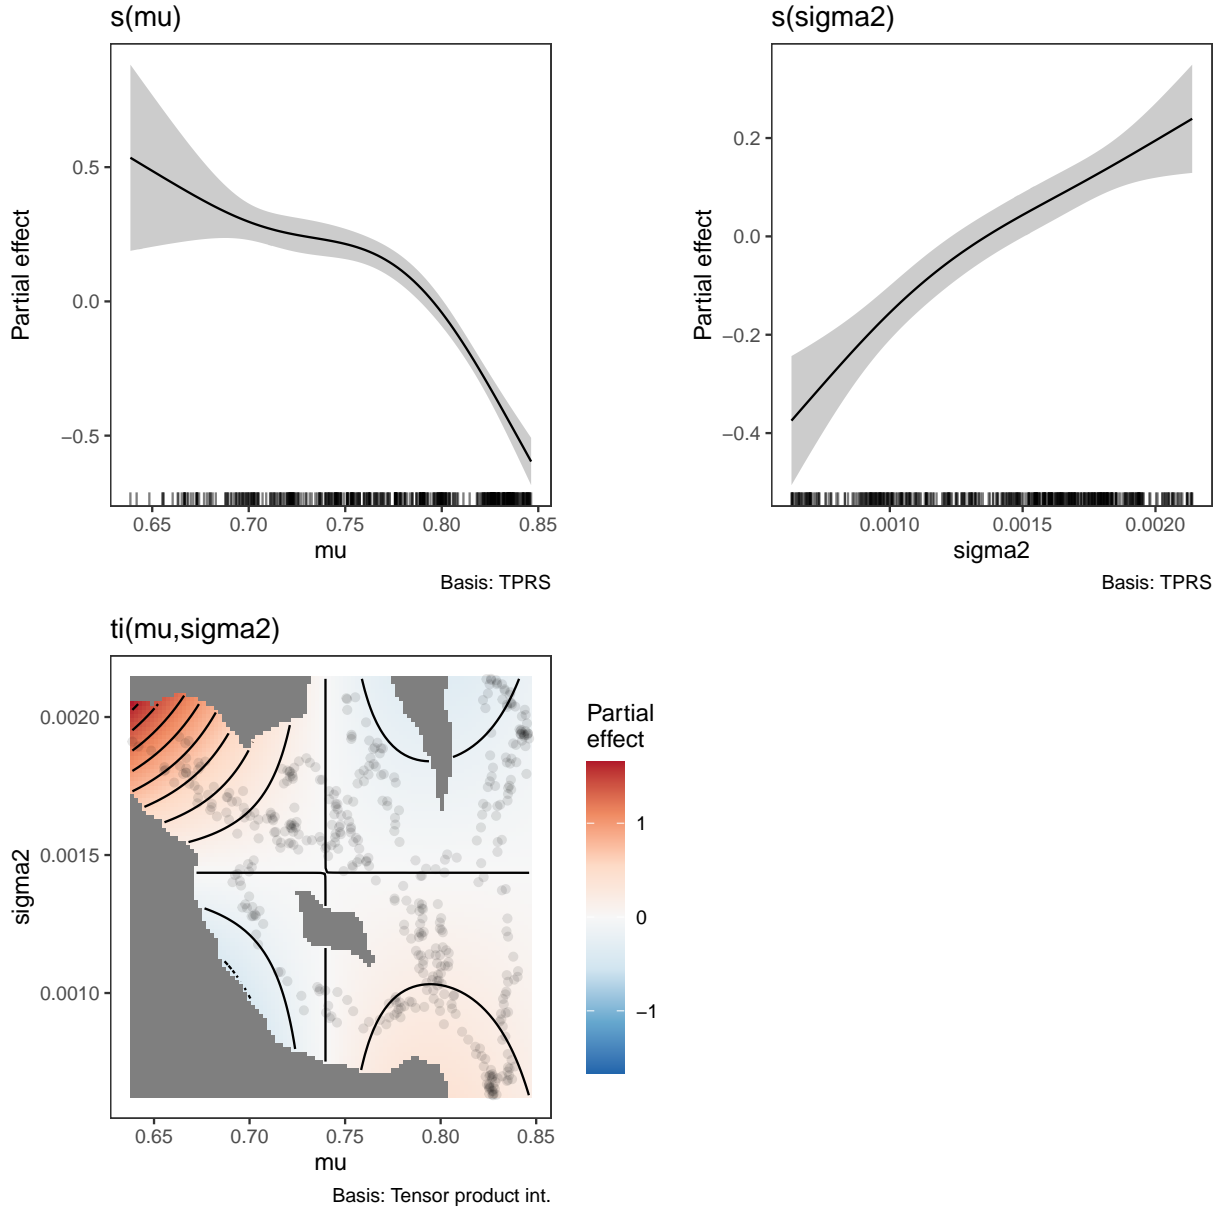 s(mu)
Partial effect
0.5
0.0
−0.5
0.65 0.70 0.75 0.80 0.85
mu
Basis: TPRS
s(sigma2)
Partial effect
0.2
0.0
−0.2
−0.4
0.0010 0.0015 0.0020
sigma2
Basis: TPRS
ti(mu,sigma2)
sigma2
0.0020
0.0015
0.0010
0.65 0.70 0.75 0.80 0.85
mu
Basis: Tensor product int.
Partial
effect
1
0
−1